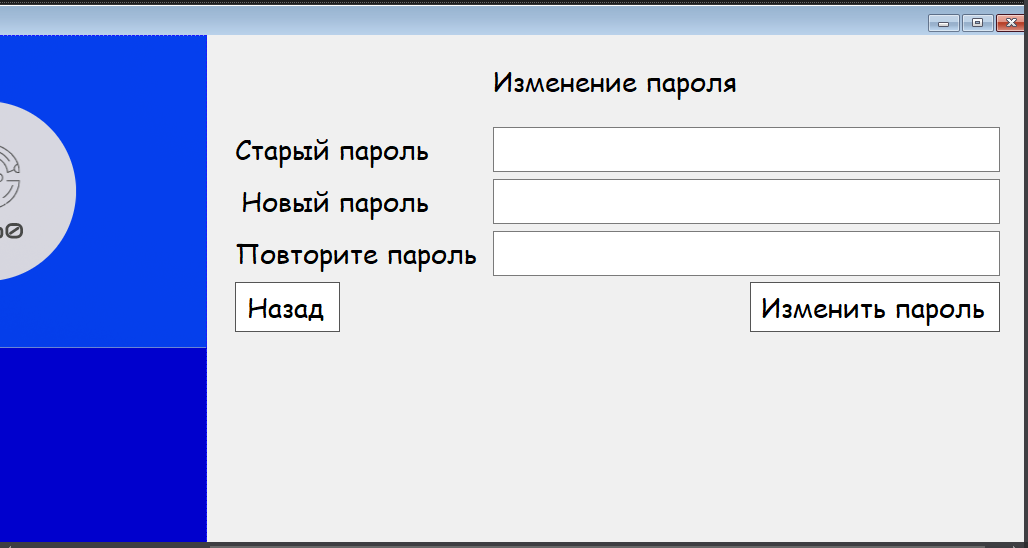 Изменение пароля
Старый пароль
Новый пароль
Повторите пароль
Назад
Изменить пароль